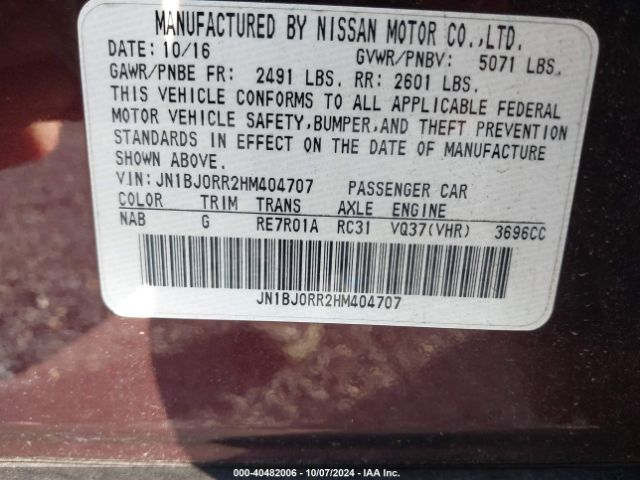 MANUFACTURED BY NISSAN MOTOR CO.,LTD.
DATE: 10/16 GVWR/PNBV: 5071 LBS.
GAWR/PNBE FR: 2491 LBS. RR: 2601 LBS.
THIS VEHICLE CONFORMS TO ALL APPLICABLE FEDERAL
MOTOR VEHICLE SAFETY,BUMPER,AND THEFT PREVENTION
STANDARDS IN EFFECT ON THE DATE OF MANUFACTURE
SHOWN ABOVE.
VIN:JN1BJ0RR2HM404707 PASSENGER CAR
COLOR TRIM TRANS AXLE ENGINE
NAB G RE7R01A RC31 VQ37(VHR) 3696CC
JN1BJ0RR2HM404707
000-40482006 - 10/07/2024 - IAA Inc.